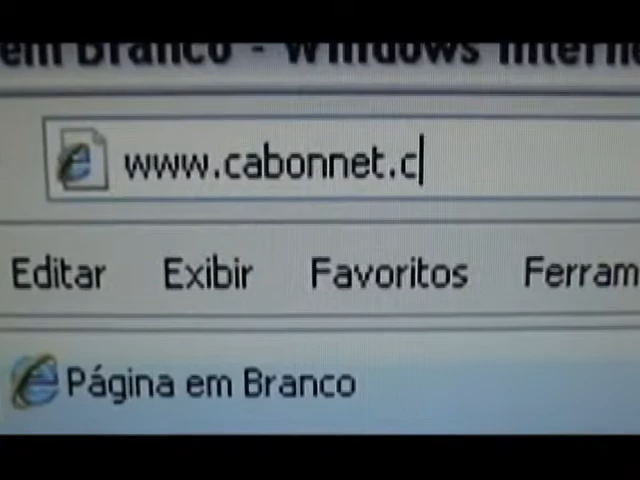 em Branco - Windows Intern
www.cabonnet.c
Editar Exibir Favoritos Ferram
Página em Branco